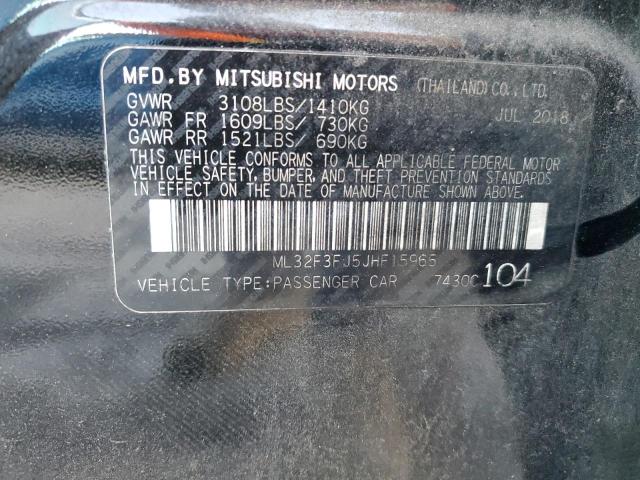 MFD. BY MITSUBISHI MOTORS (THAILAND) CO., LTD.
GVWR 3108LBS/1410KG JUL 2018
GAWR FR 1609LBS/ 730KG
GAWR RR 1521LBS/ 690KG
THIS VEHICLE CONFORMS TO ALL APPLICABLE FEDERAL MOTOR
VEHICLE SAFETY, BUMPER, AND THEFT PREVENTION STANDARDS
IN EFFECT ON THE DATE OF MANUFACTURE SHOWN ABOVE.
ML32F3FJ5JHF15965
VEHICLE TYPE:PASSENGER CAR 7430C 104